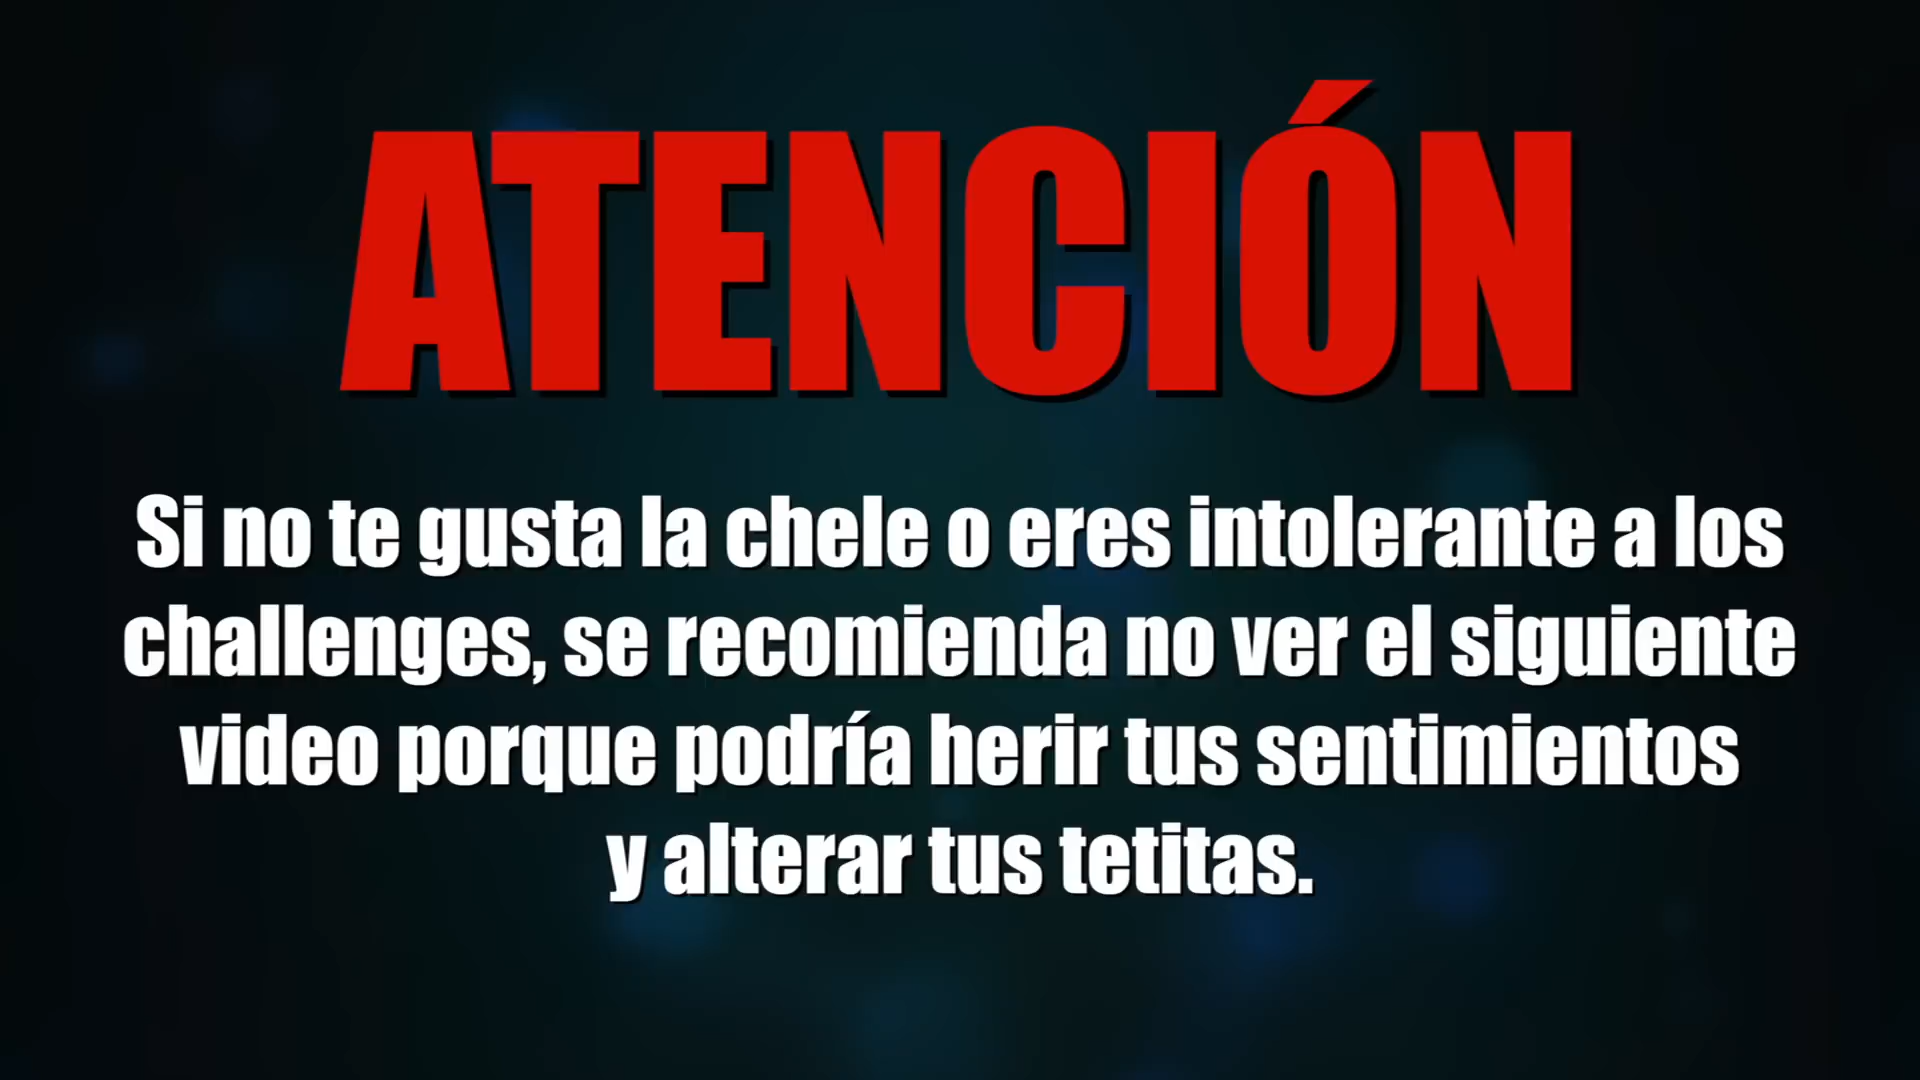 ATENCIÓN
Si no te gusta la chele o eres intolerante a los
challenges, se recomienda no ver el siguiente
video porque podría herir tus sentimientos
y alterar tus tetitas.